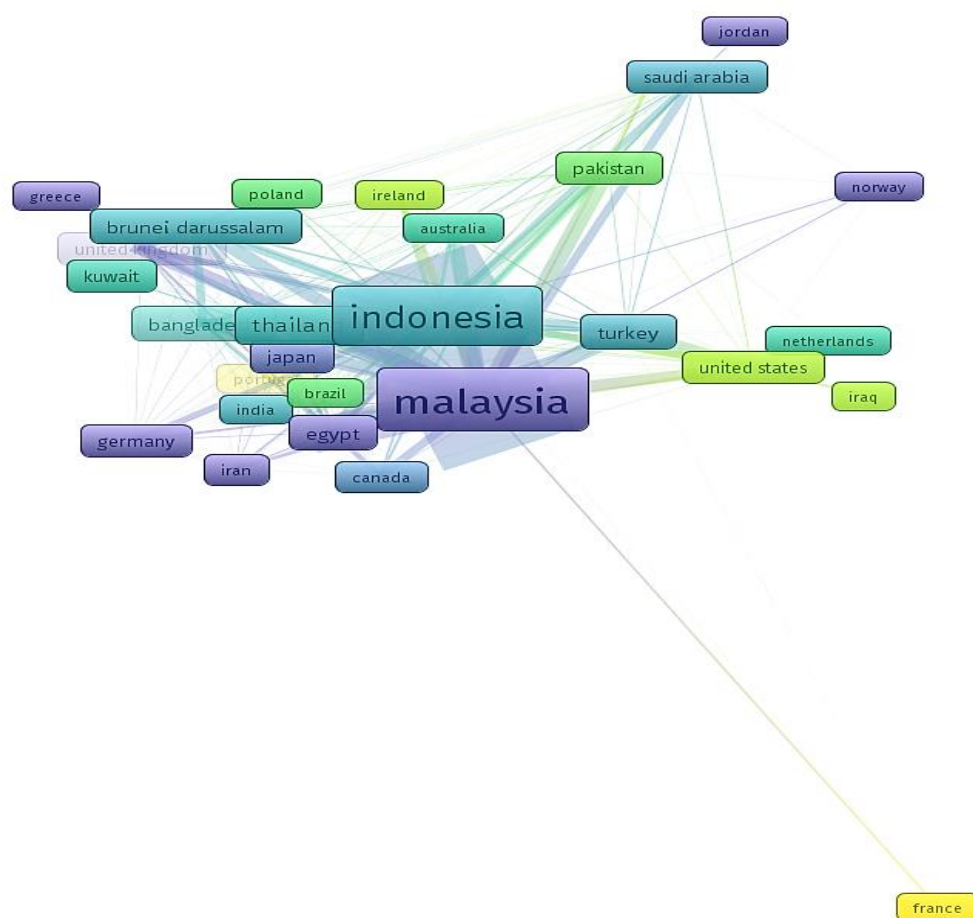 jordan
saudi arabia
pakistan
norway
greece
poland
ireland
brunei darussalam
australia
united kingdom
kuwait
indonesia
thailan
turkey
netherlands
japan
united states
malaysia
brazil
iraq
india
egypt
germany
iran
canada
france